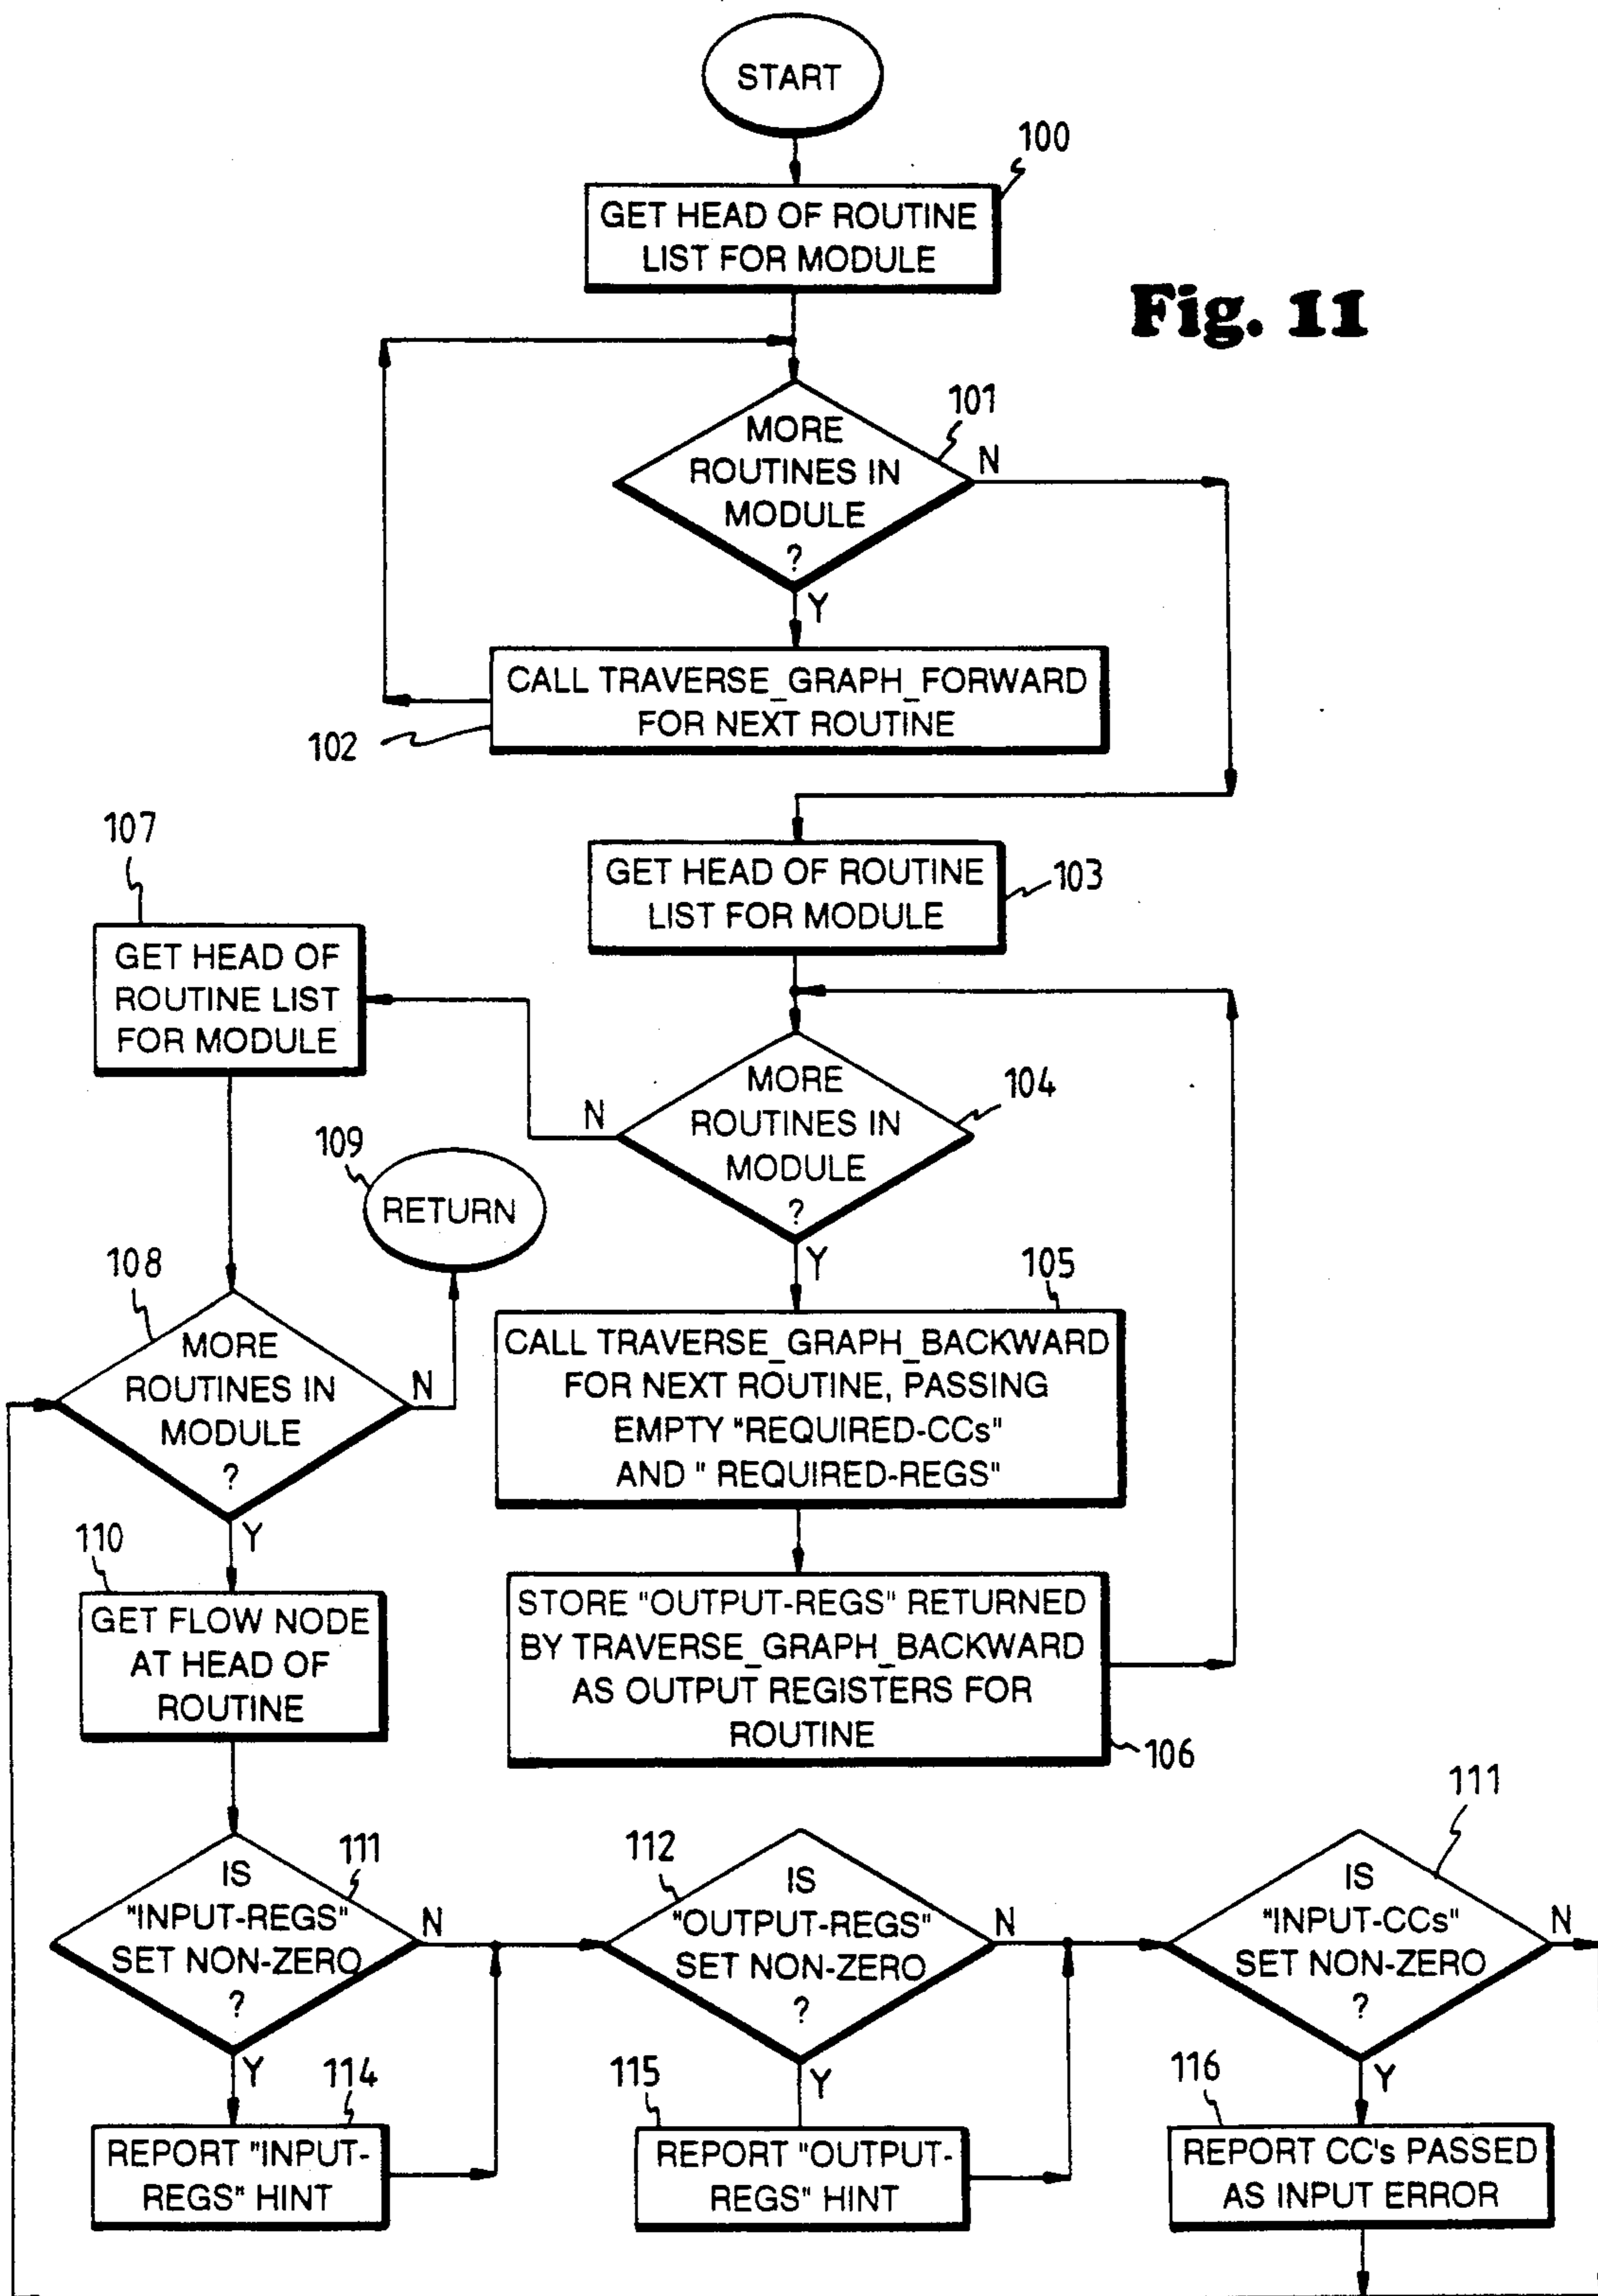 START
100
GET HEAD OF ROUTINE
LIST FOR MODULE
Fig. 11
101
MORE
ROUTINES IN
MODULE
?
N
Y
CALL TRAVERSE_GRAPH_FORWARD
FOR NEXT ROUTINE
102
107
GET HEAD OF ROUTINE
LIST FOR MODULE
103
GET HEAD OF
ROUTINE LIST
FOR MODULE
MORE
ROUTINES IN
MODULE
?
104
N
Y
109
RETURN
108
MORE
ROUTINES IN
MODULE
?
N
Y
105
CALL TRAVERSE_GRAPH_BACKWARD
FOR NEXT ROUTINE, PASSING
EMPTY "REQUIRED-CCs"
AND " REQUIRED-REGS"
110
GET FLOW NODE
AT HEAD OF
ROUTINE
STORE "OUTPUT-REGS" RETURNED
BY TRAVERSE_GRAPH_BACKWARD
AS OUTPUT REGISTERS FOR
ROUTINE
106
111
IS
"INPUT-REGS"
SET NON-ZERO
?
N
Y
112
IS
"OUTPUT-REGS"
SET NON-ZERO
?
N
Y
111
IS
"INPUT-CCs"
SET NON-ZERO
?
N
Y
114
REPORT "INPUT-
REGS" HINT
115
REPORT "OUTPUT-
REGS" HINT
116
REPORT CC's PASSED
AS INPUT ERROR